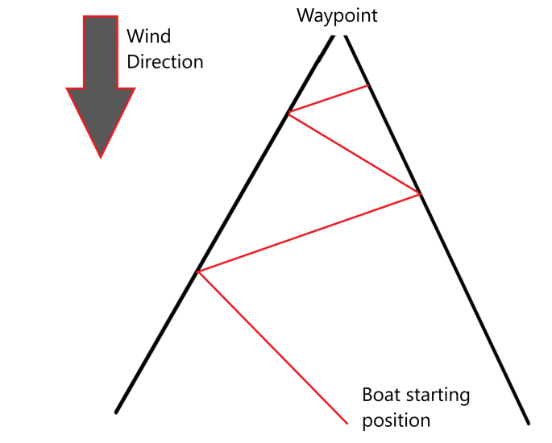 Waypoint
Wind
Direction
Boat starting
position